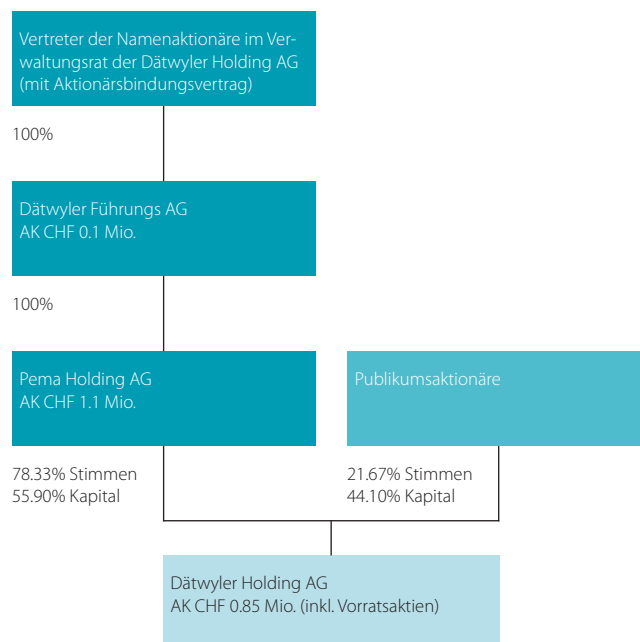 Vertreter der Namenaktionäre im Ver-
waltungsrat der Dätwyler Holding AG
(mit Aktionärsbindungsvertrag)
100%
Dätwyler Führungs AG
AK CHF 0.1 Mio.
100%
Pema Holding AG
AK CHF 1.1 Mio.
Publikumsaktionäre
78.33% Stimmen
55.90% Kapital
21.67% Stimmen
44.10% Kapital
Dätwyler Holding AG
AK CHF 0.85 Mio. (inkl. Vorratsaktien)